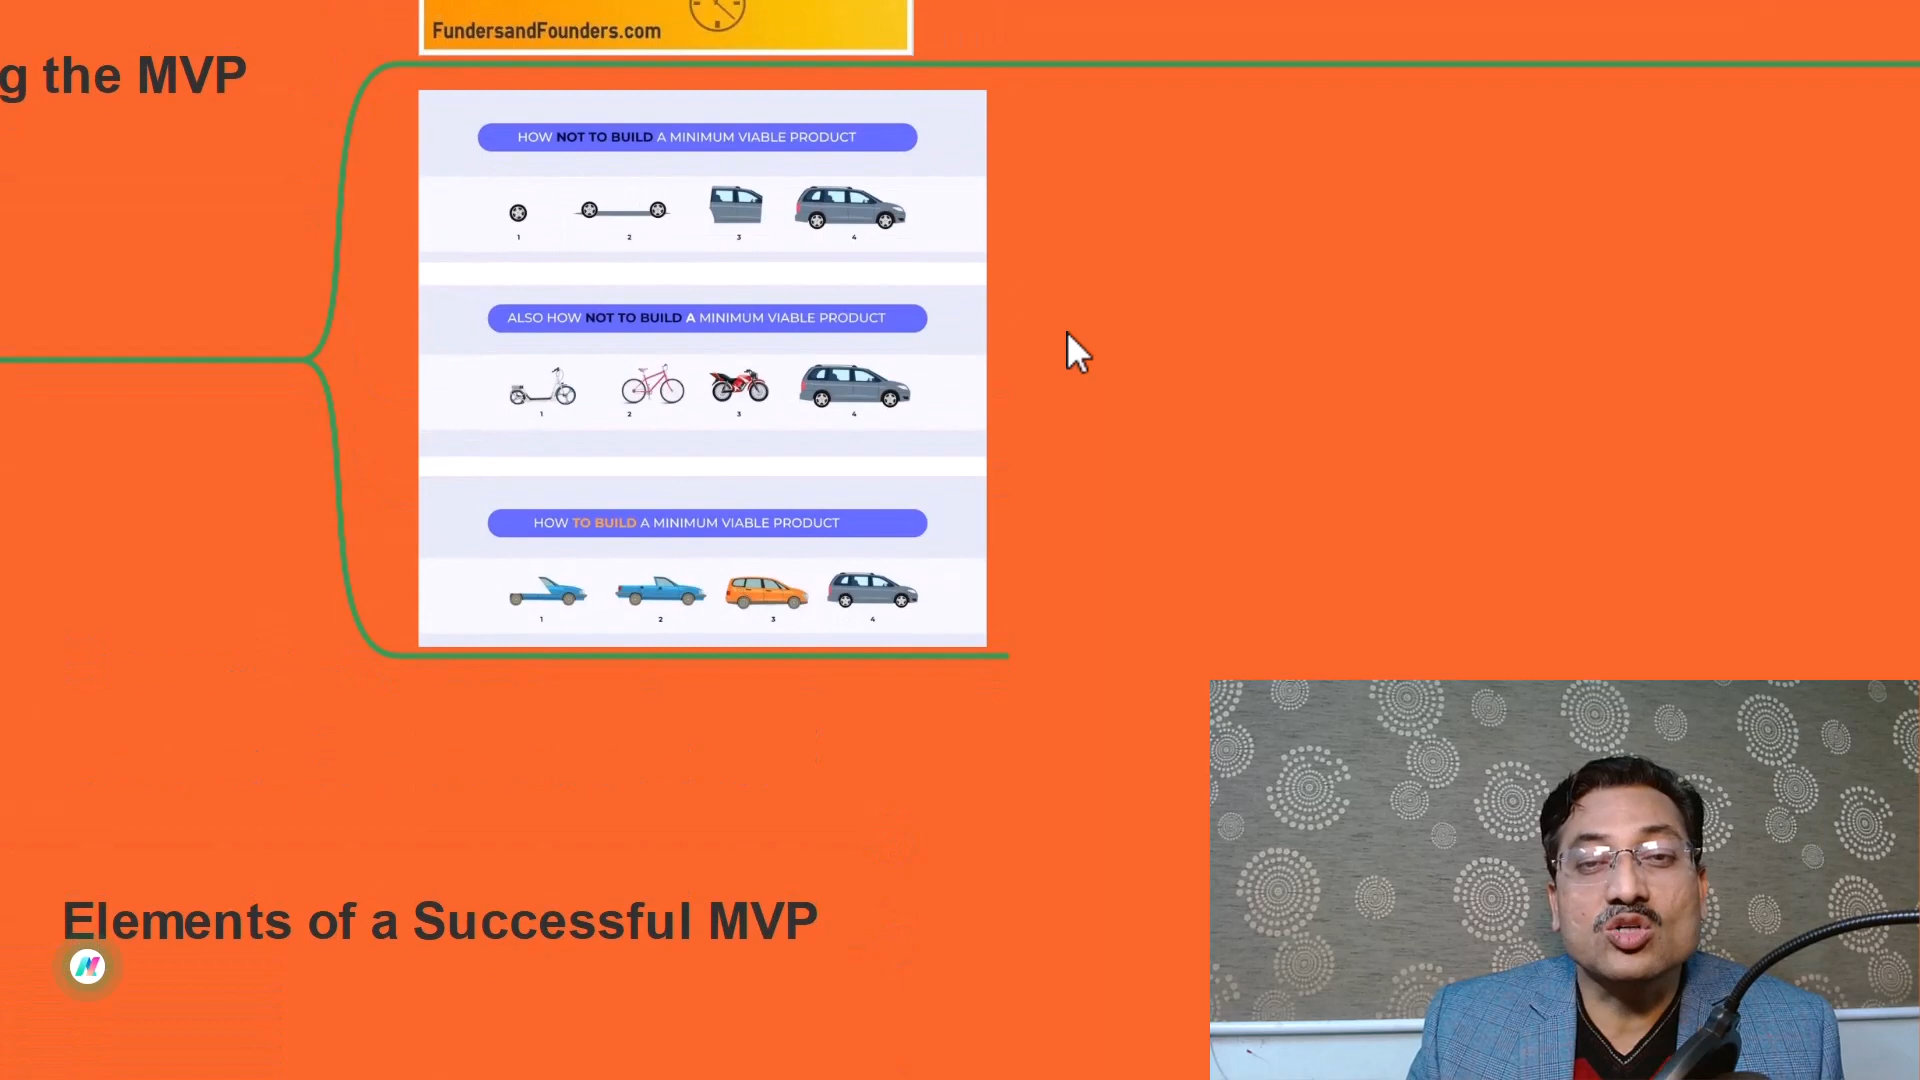 FundersandFounders.com
g the MVP
HOW NOT TO BUILD A MINIMUM VIABLE PRODUCT
1 2 3 4
ALSO HOW NOT TO BUILD A MINIMUM VIABLE PRODUCT
1 2 3 4
HOW TO BUILD A MINIMUM VIABLE PRODUCT
1 2 3 4
Elements of a Successful MVP